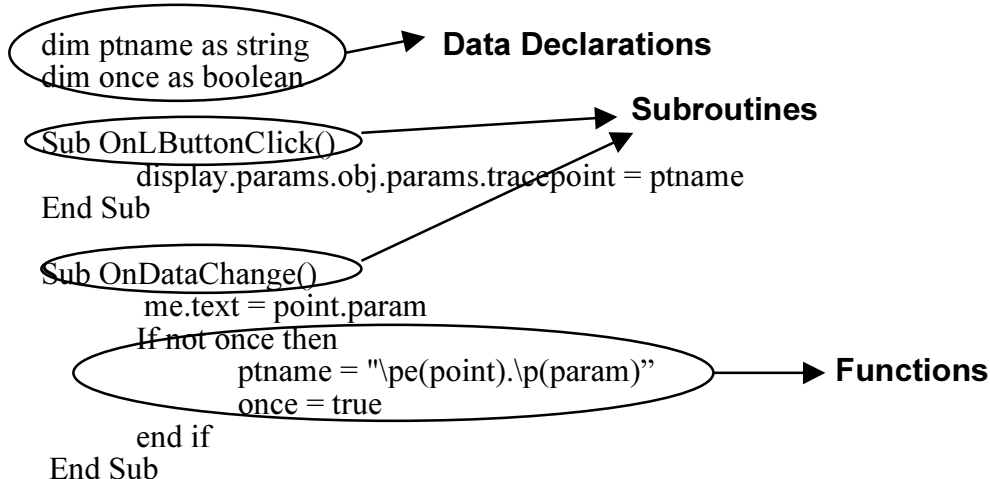 dim ptname as string
Data Declarations
dim once as boolean
Subroutines
Sub OnLButtonClick()
display.params.obj.params.tracepoint = ptname
End Sub
Sub OnDataChange()
me.text = point.param
If not once then
ptname = "\pe(point).\p(param)”
Functions
once = true
end if
End Sub